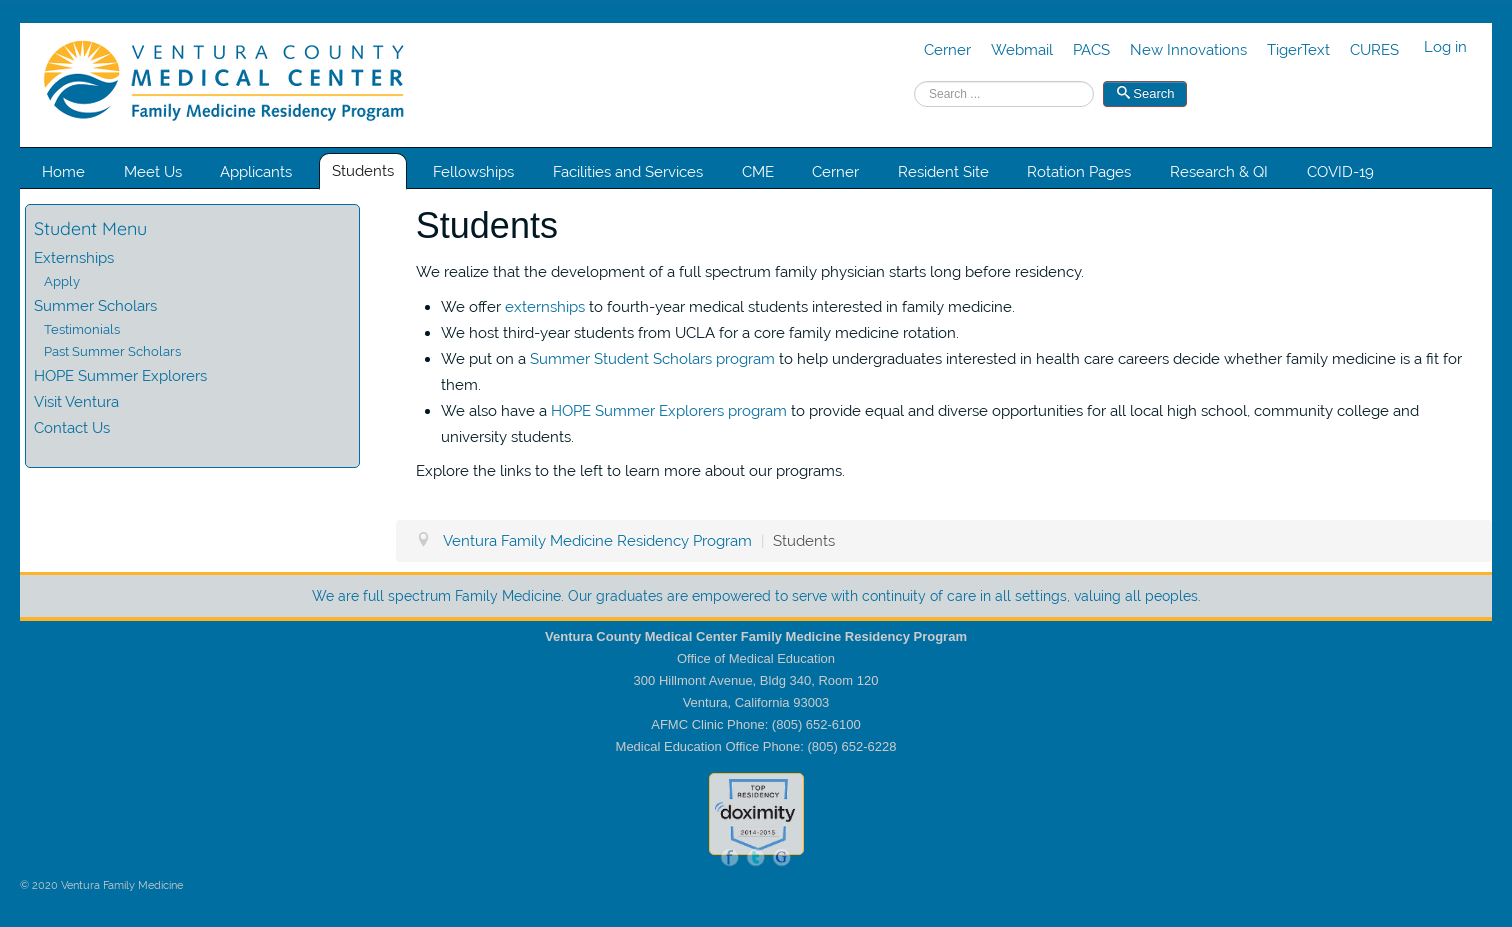 VENTURA COUNTY
MEDICAL CENTER
Family Medicine Residency Program
Cerner Webmail PACS New Innovations TigerText CURES Log in
Search ... Search
Home Meet Us Applicants Students Fellowships Facilities and Services CME Cerner Resident Site Rotation Pages Research & QI COVID-19
Student Menu
Externships
Apply
Summer Scholars
Testimonials
Past Summer Scholars
HOPE Summer Explorers
Visit Ventura
Contact Us
Students
We realize that the development of a full spectrum family physician starts long before residency.
• We offer externships to fourth-year medical students interested in family medicine.
• We host third-year students from UCLA for a core family medicine rotation.
• We put on a Summer Student Scholars program to help undergraduates interested in health care careers decide whether family medicine is a fit for
them.
• We also have a HOPE Summer Explorers program to provide equal and diverse opportunities for all local high school, community college and
university students.
Explore the links to the left to learn more about our programs.
Ventura Family Medicine Residency Program | Students
We are full spectrum Family Medicine. Our graduates are empowered to serve with continuity of care in all settings, valuing all peoples.
Ventura County Medical Center Family Medicine Residency Program
Office of Medical Education
300 Hillmont Avenue, Bldg 340, Room 120
Ventura, California 93003
AFMC Clinic Phone: (805) 652-6100
Medical Education Office Phone: (805) 652-6228
TOP
RESIDENCY
doximity
2014-2015
f t G
© 2020 Ventura Family Medicine